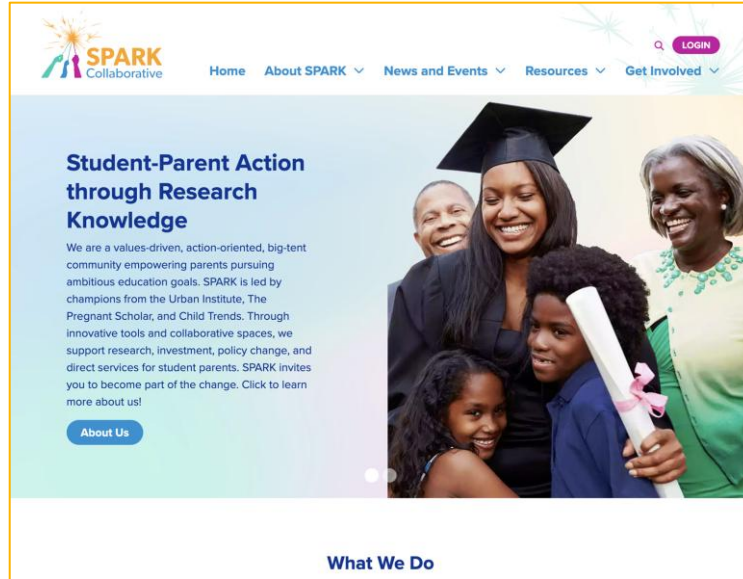 SPARK
Collaborative
LOGIN
Home About SPARK News and Events Resources Get Involved
Student-Parent Action
through Research
Knowledge
We are a values-driven, action-oriented, big-tent
community empowering parents pursuing
ambitious education goals. SPARK is led by
champions from the Urban Institute, The
Pregnant Scholar, and Child Trends. Through
innovative tools and collaborative spaces, we
support research, investment, policy change, and
direct services for student parents. SPARK invites
you to become part of the change. Click to learn
more about us!
About Us
What We Do